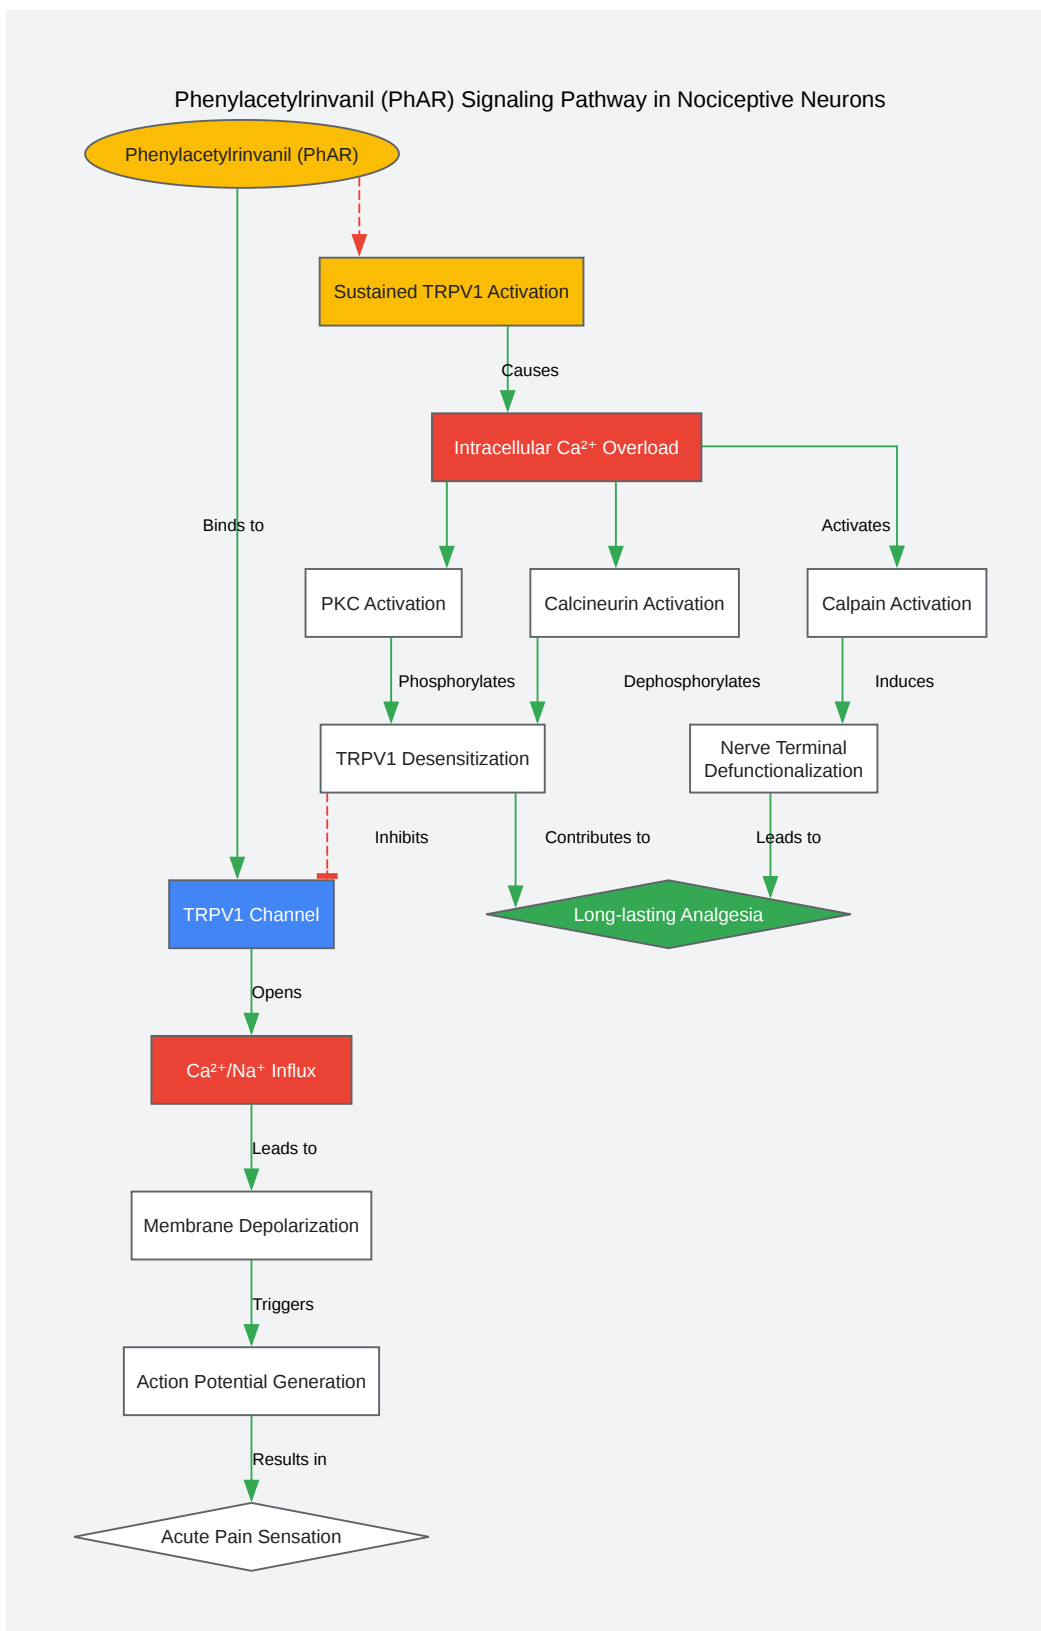 Phenylacetylrinvanil (PhAR) Signaling Pathway in Nociceptive Neurons
Phenylacetylrinvanil (PhAR)
Sustained TRPV1 Activation
Causes
Intracellular Ca²⁺ Overload
Binds to
Activates
PKC Activation
Calcineurin Activation
Calpain Activation
Phosphorylates
Dephosphorylates
Induces
TRPV1 Desensitization
Nerve Terminal
Defunctionalization
Inhibits
Contributes to
Leads to
TRPV1 Channel
Long-lasting Analgesia
Opens
Ca²⁺/Na⁺ Influx
Leads to
Membrane Depolarization
Triggers
Action Potential Generation
Results in
Acute Pain Sensation